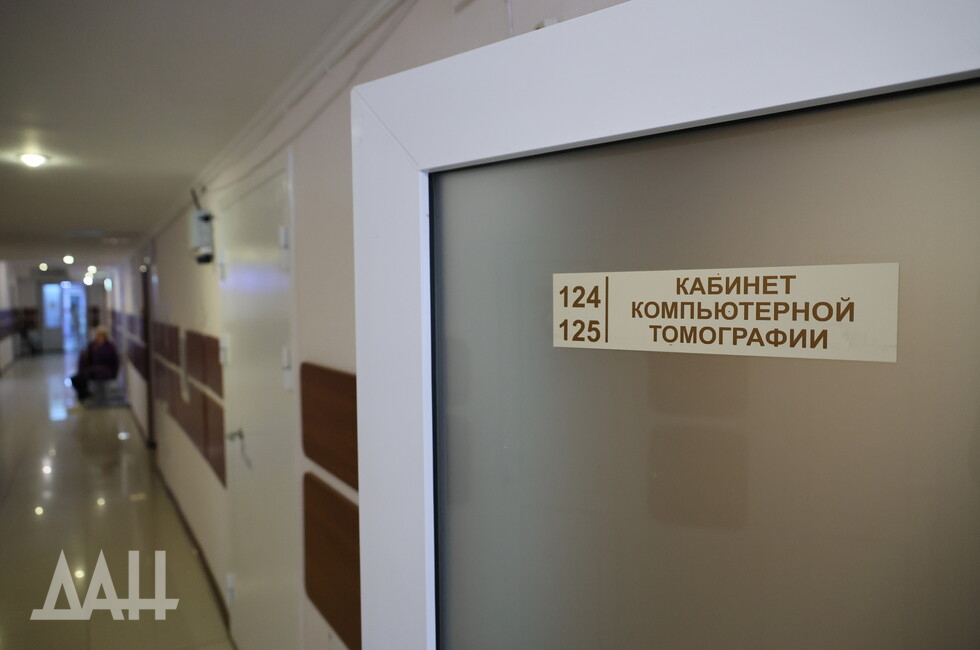 124
125
КАБИНЕТ
КОМПЬЮТЕРНОЙ
ТОМОГРАФИИ
ДАН